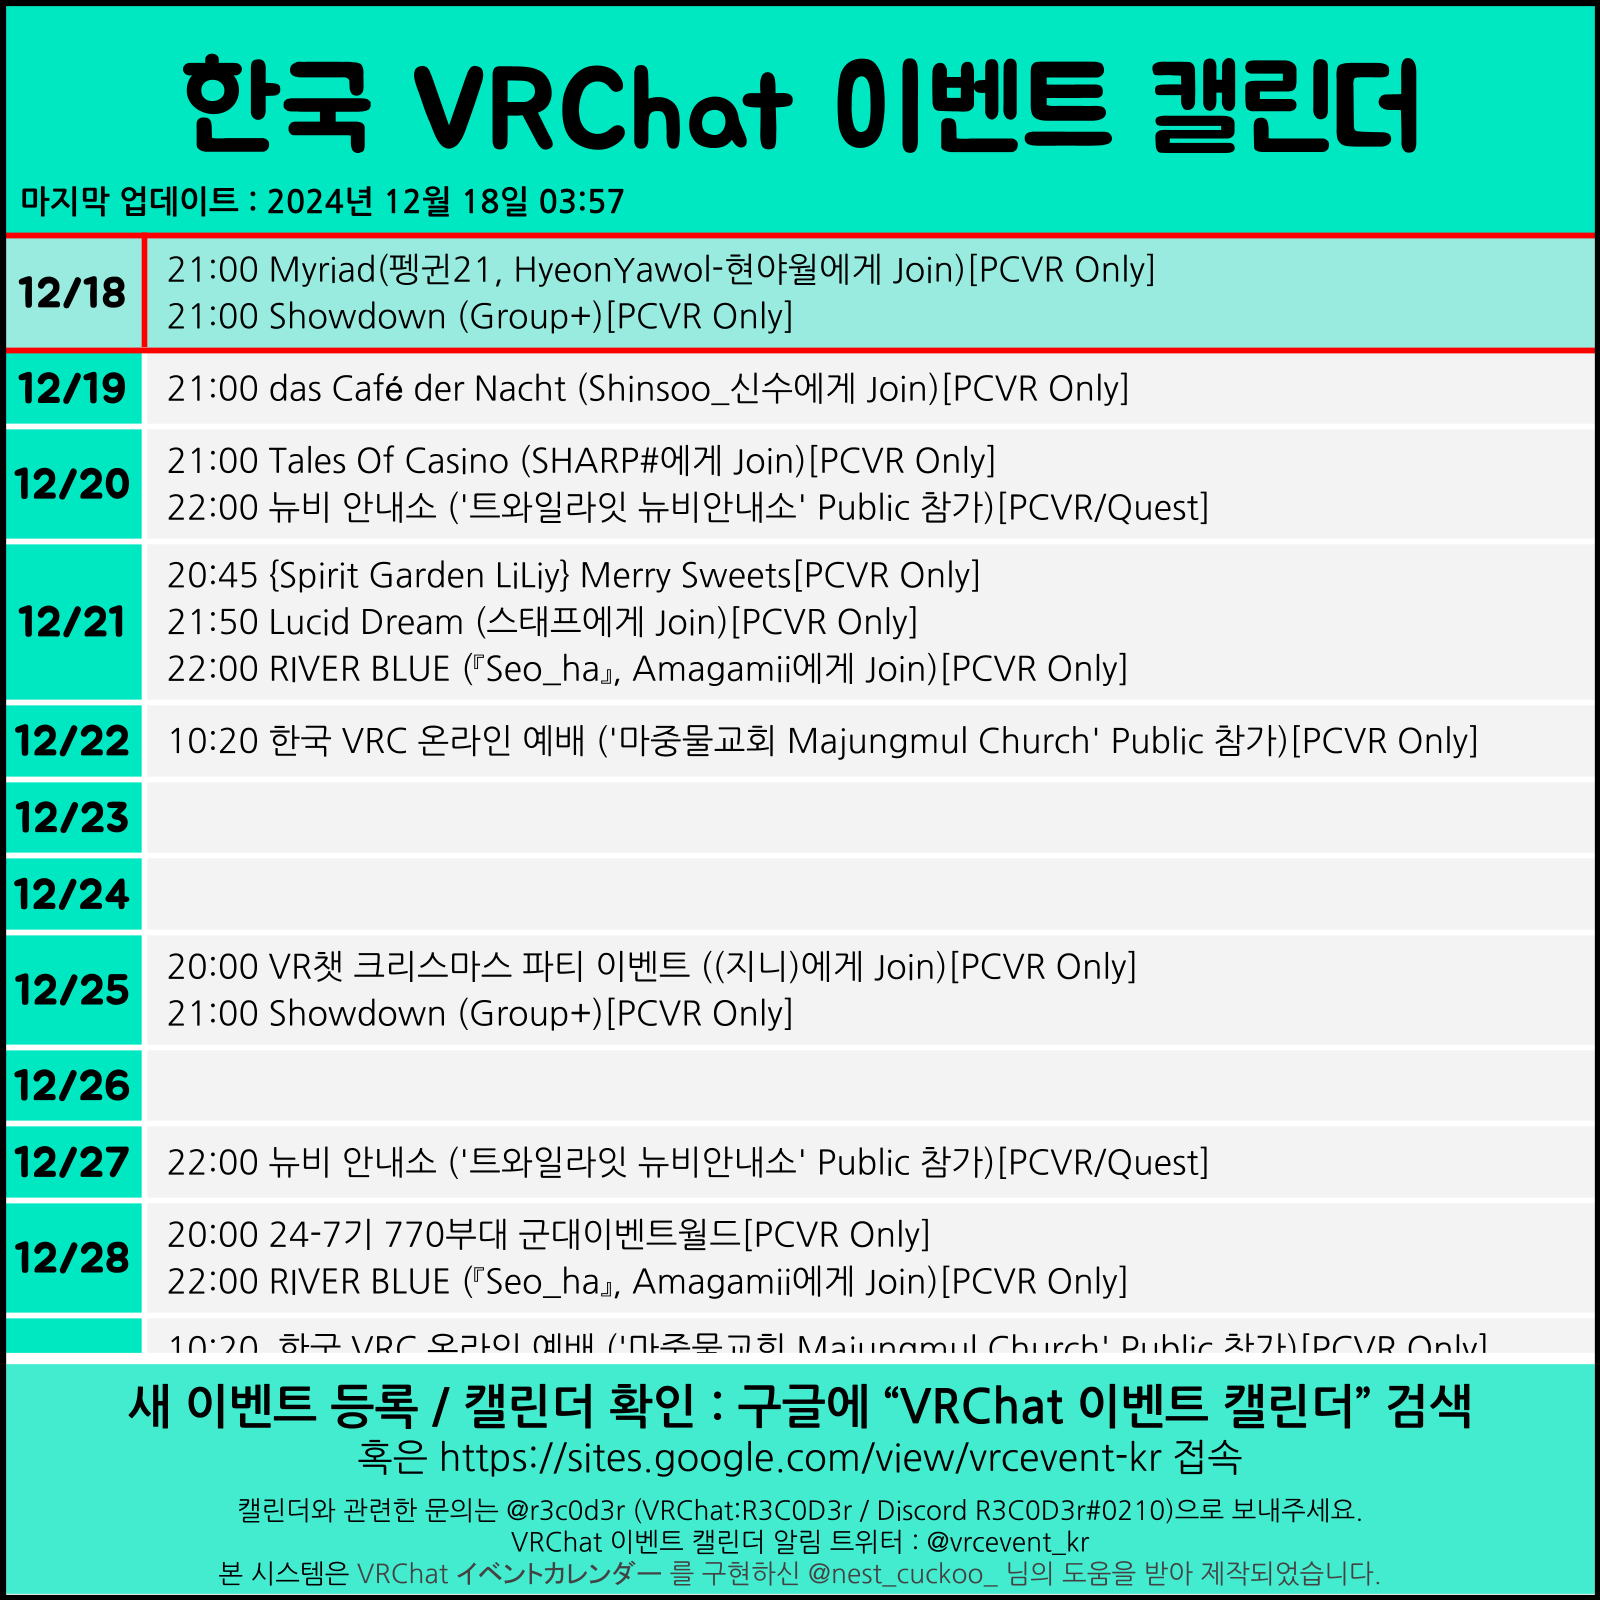 한국 VRChat 이벤트 캘린더
마지막 업데이트 : 2024년 12월 18일 03:57
12/18
21:00 Myriad(펭귄21, HyeonYawol-현야월에게 Join)[PCVR Only]
21:00 Showdown (Group+)[PCVR Only]
12/19
21:00 das Café der Nacht (Shinsoo_신수에게 Join)[PCVR Only]
12/20
21:00 Tales Of Casino (SHARP#에게 Join)[PCVR Only]
22:00 뉴비 안내소 ('트와일라잇 뉴비안내소' Public 참가)[PCVR/Quest]
12/21
20:45 {Spirit Garden LiLiy} Merry Sweets[PCVR Only]
21:50 Lucid Dream (스태프에게 Join)[PCVR Only]
22:00 RIVER BLUE (『Seo_ha』, Amagamii에게 Join)[PCVR Only]
12/22
10:20 한국 VRC 온라인 예배 ('마중물교회 Majungmul Church' Public 참가)[PCVR Only]
12/23
12/24
12/25
20:00 VR챗 크리스마스 파티 이벤트 ((지니)에게 Join)[PCVR Only]
21:00 Showdown (Group+)[PCVR Only]
12/26
12/27
22:00 뉴비 안내소 ('트와일라잇 뉴비안내소' Public 참가)[PCVR/Quest]
12/28
20:00 24-7기 770부대 군대이벤트월드[PCVR Only]
22:00 RIVER BLUE (『Seo_ha』, Amagamii에게 Join)[PCVR Only]
10:20 한국 VRC 온라인 예배 ('마중물교회 Majungmul Church' Public 참가)[PCVR Only]
새 이벤트 등록 / 캘린더 확인 : 구글에 “VRChat 이벤트 캘린더” 검색
혹은 https://sites.google.com/view/vrcevent-kr 접속
캘린더와 관련한 문의는 @r3c0d3r (VRChat:R3C0D3r / Discord R3C0D3r#0210)으로 보내주세요.
VRChat 이벤트 캘린더 알림 트위터 : @vrcevent_kr
본 시스템은 VRChat イベントカレンダー 를 구현하신 @nest_cuckoo_ 님의 도움을 받아 제작되었습니다.